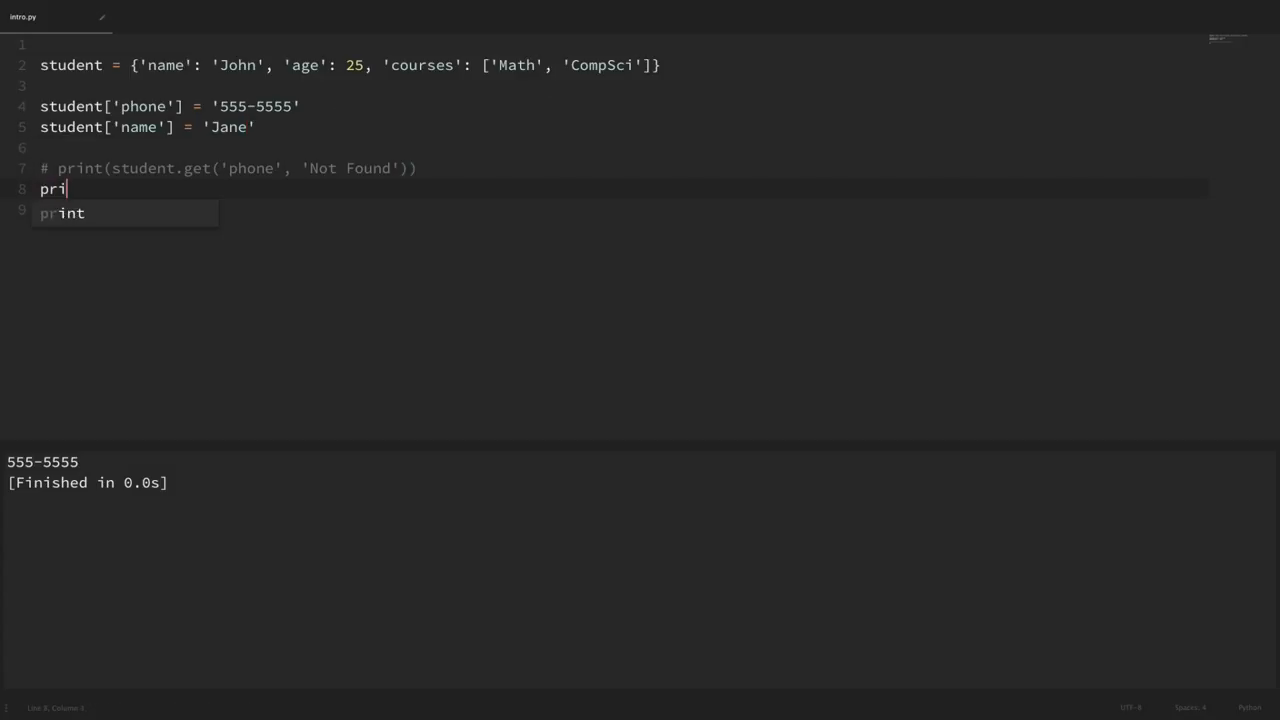 intro.py
1
2 student = {'name': 'John', 'age': 25, 'courses': ['Math', 'CompSci']}
3
4 student['phone'] = '555-5555'
5 student['name'] = 'Jane'
6
7 # print(student.get('phone', 'Not Found'))
8 pri
9 print
555-5555
[Finished in 0.0s]
Line 8, Column 4 UTF-8 Spaces: 4 Python